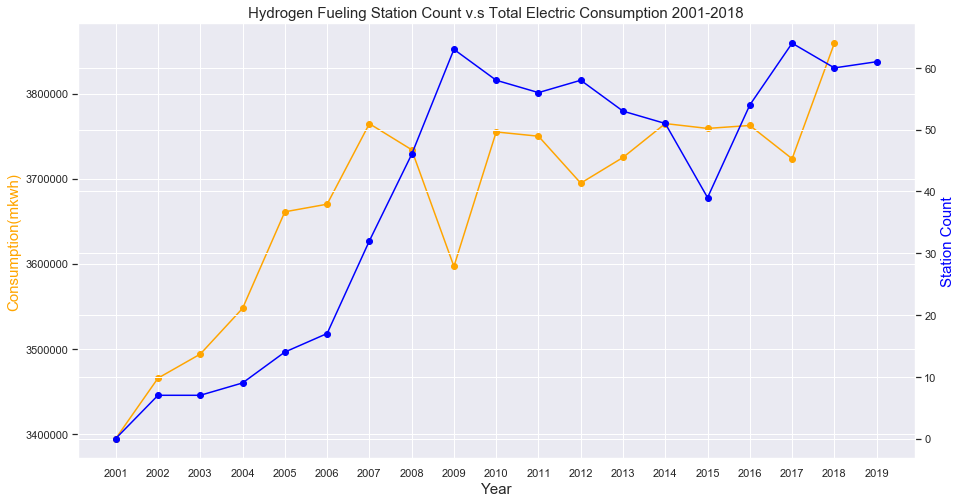 Hydrogen Fueling Station Count v.s Total Electric Consumption 2001-2018
Consumption(mkwh)
3800000
3700000
3600000
3500000
3400000
60
50
40
30
20
10
0
Station Count
2001 2002 2003 2004 2005 2006 2007 2008 2009 2010 2011 2012 2013 2014 2015 2016 2017 2018 2019
Year